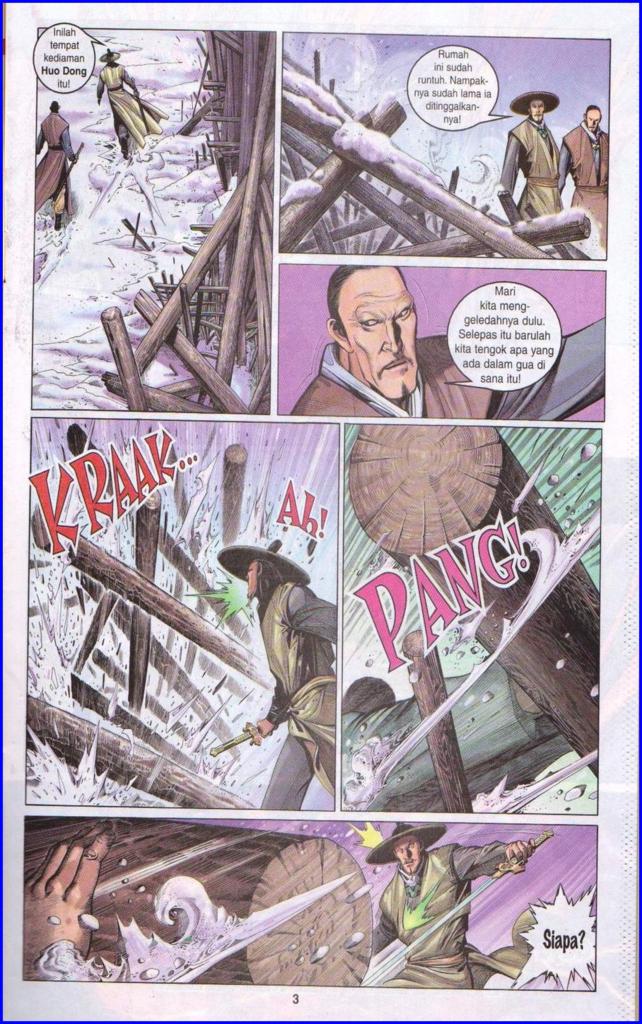 Inilah
tempat
kediaman
Huo Dong
itu!
Rumah
ini sudah
runtuh. Nampak-
nya sudah lama ia
ditinggalkan-
nya!
Mari
kita meng-
geledahnya dulu.
Selepas itu barulah
kita tengok apa yang
ada dalam gua di
sana itu!
KRAAK...
Ah!
PANG!
Siapa?
3